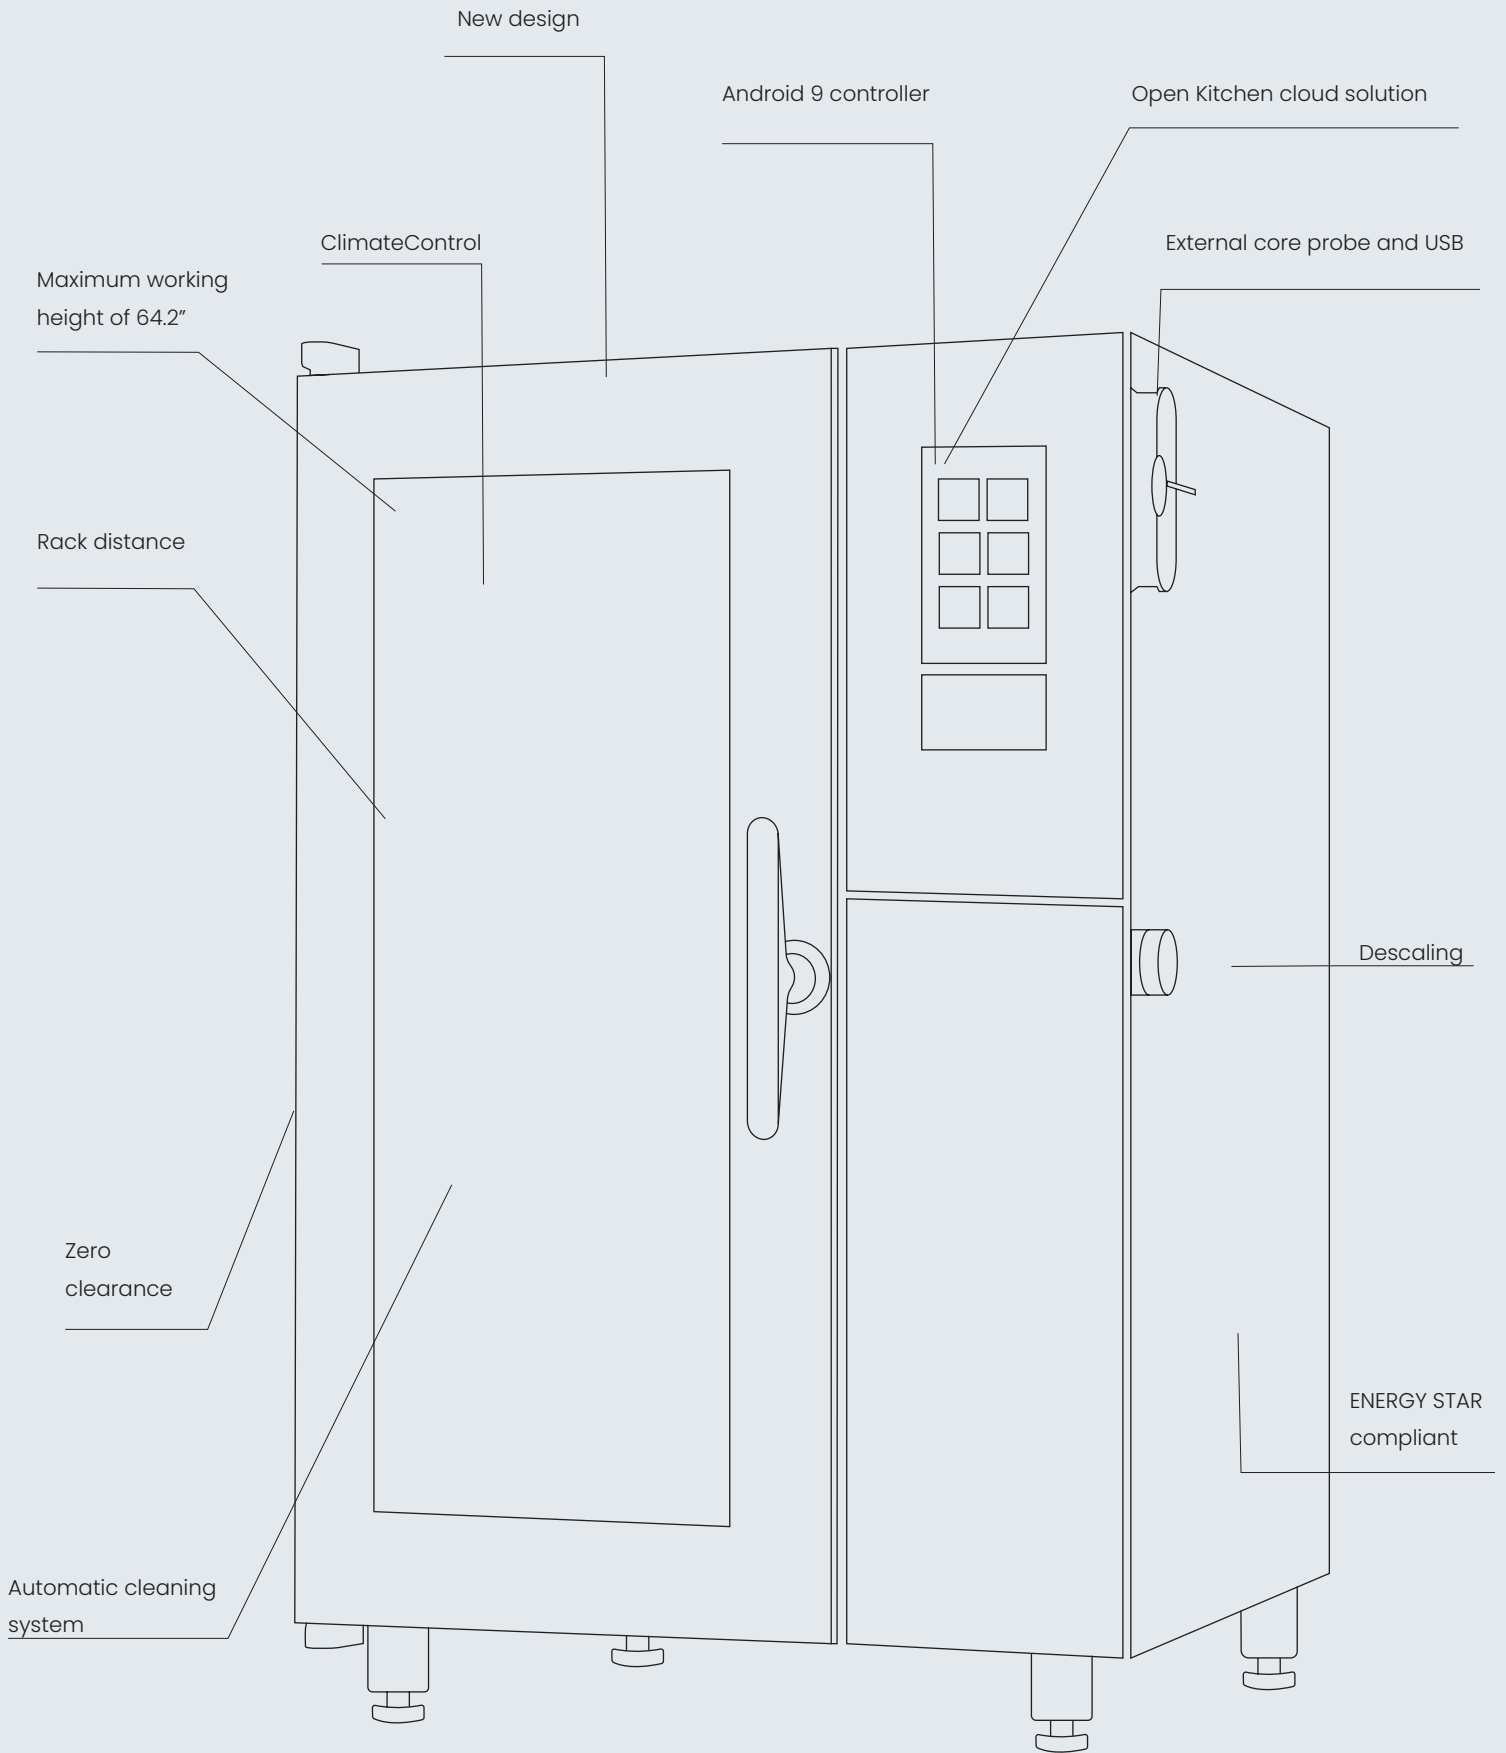 New design
Android 9 controller
Open Kitchen cloud solution
ClimateControl
External core probe and USB
Maximum working
height of 64.2”
Rack distance
Descaling
Zero
clearance
ENERGY STAR
compliant
Automatic cleaning
system